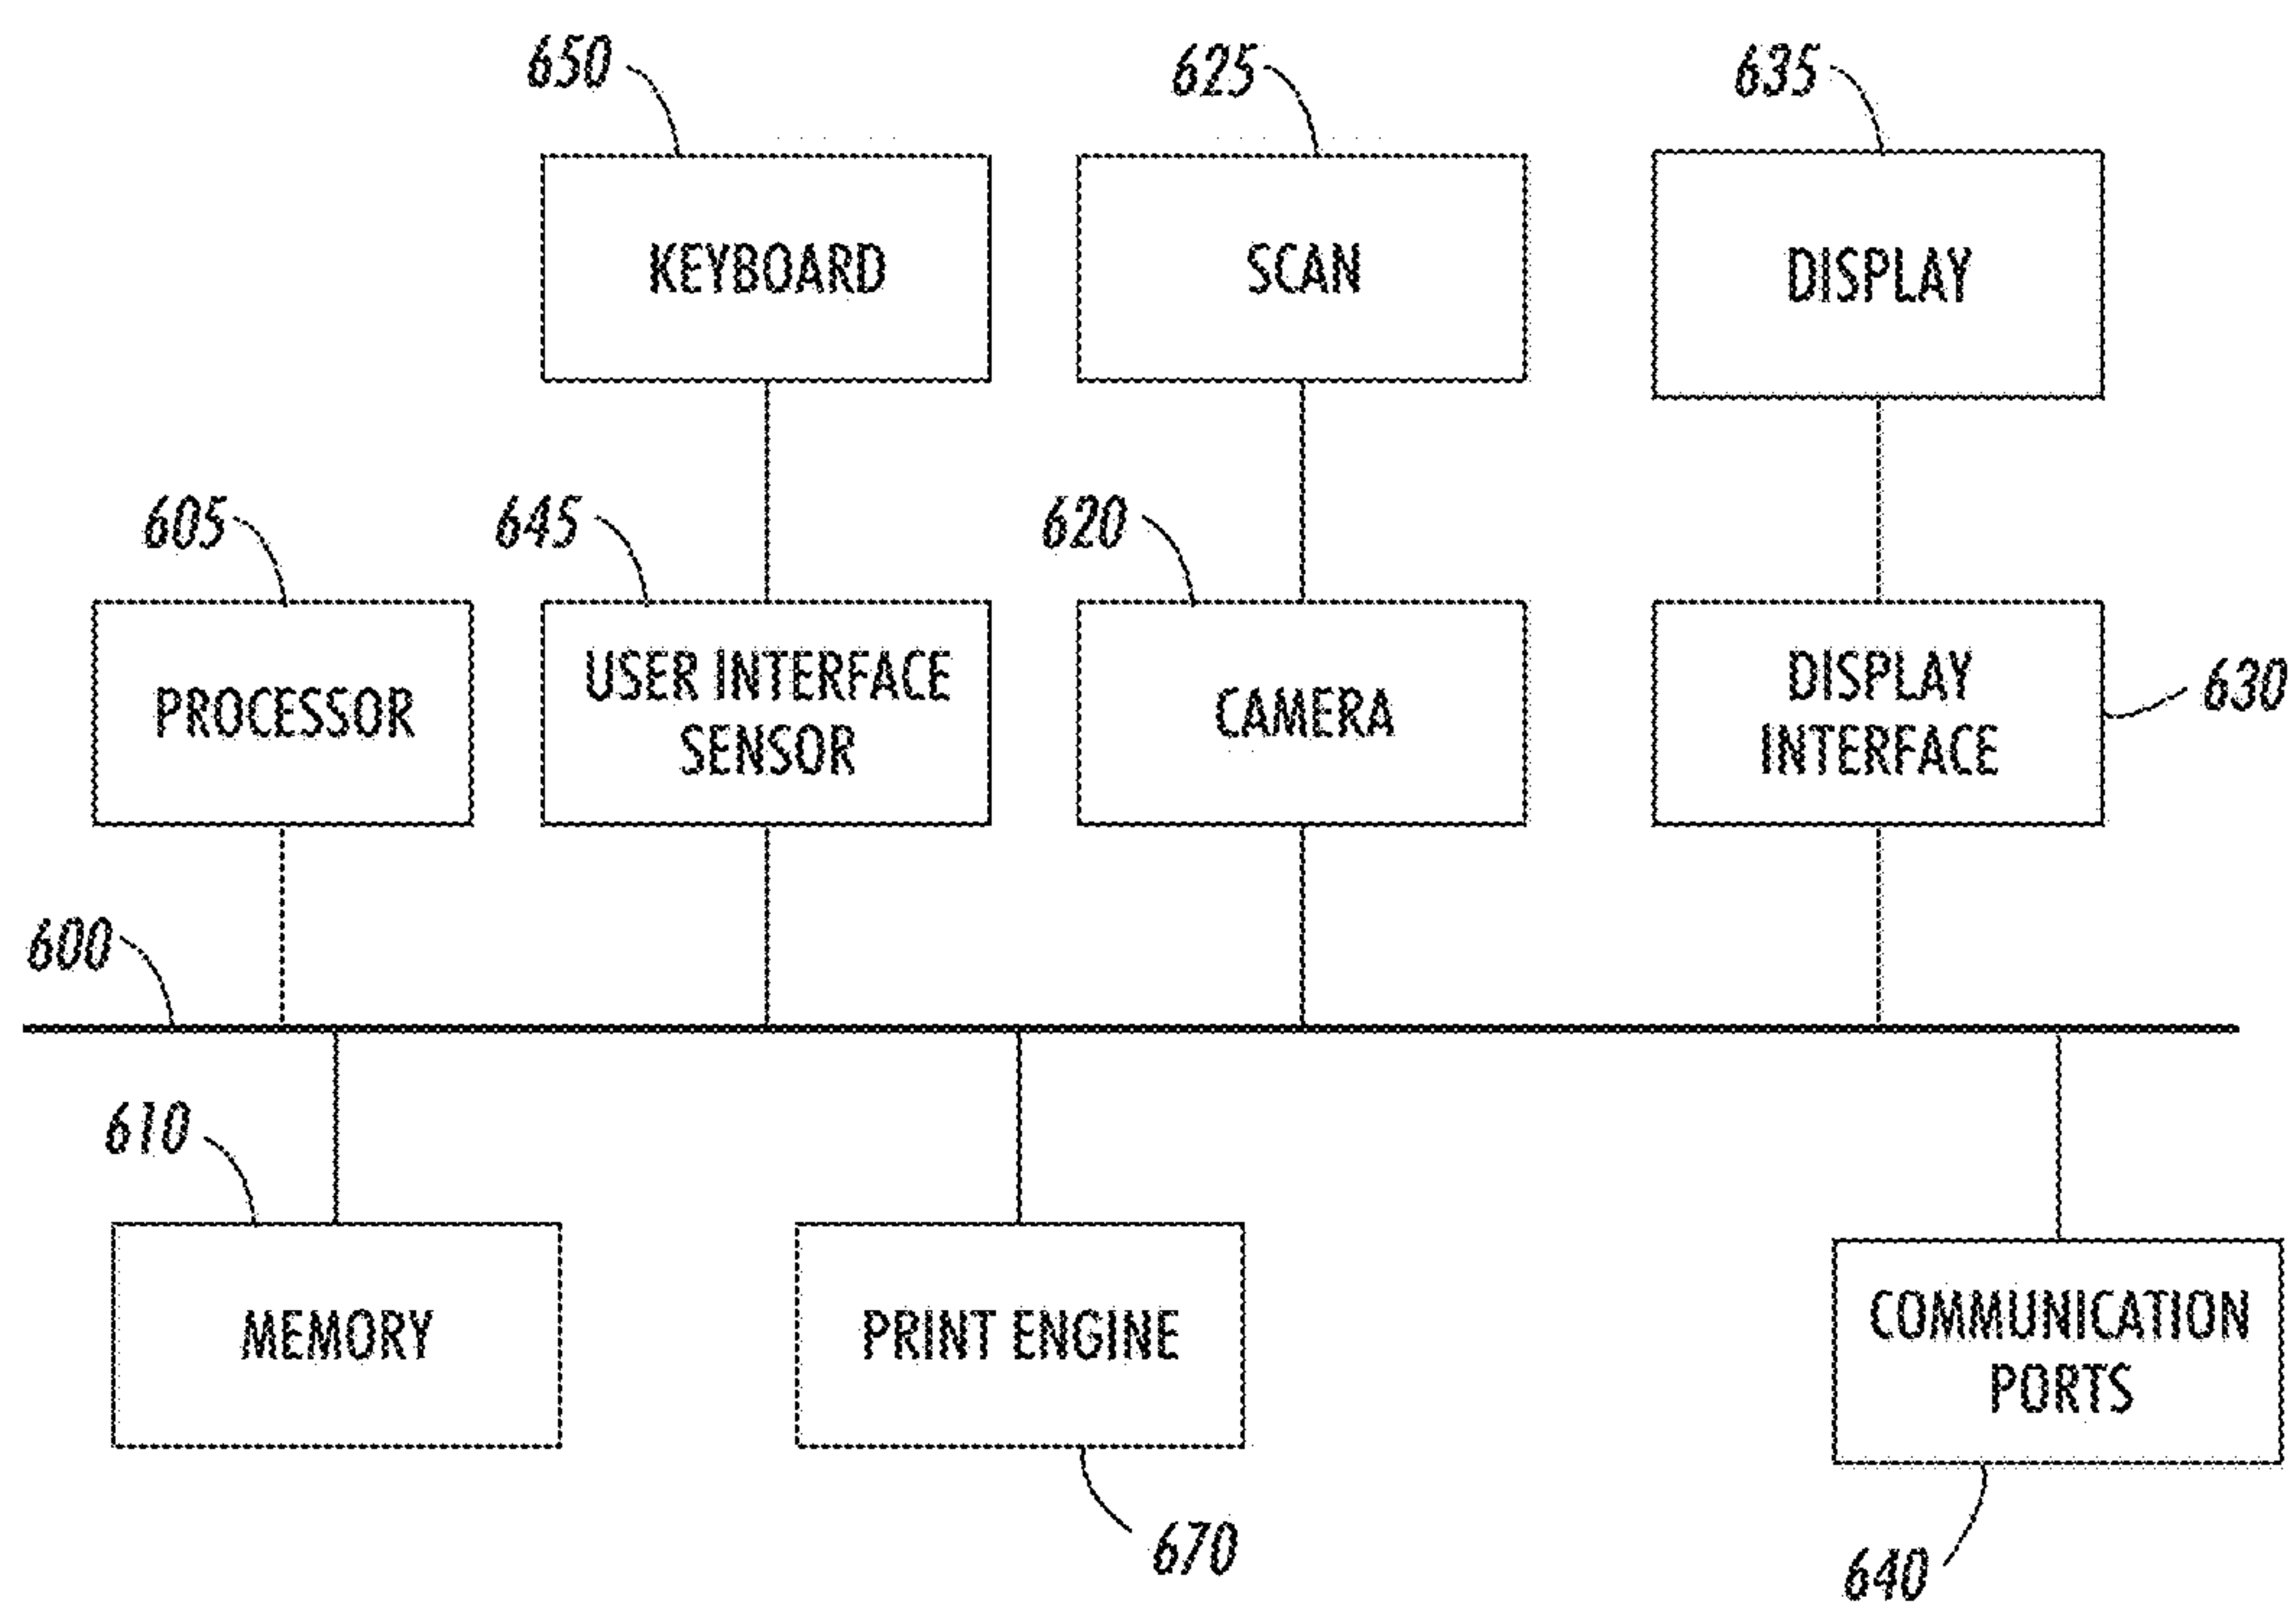 650
625
635
KEYBOARD
SCAN
DISPLAY
605
645
620
PROCESSOR
USER INTERFACE
SENSOR
CAMERA
DISPLAY
INTERFACE
630
600
610
MEMORY
PRINT ENGINE
COMMUNICATION
PORTS
670
640